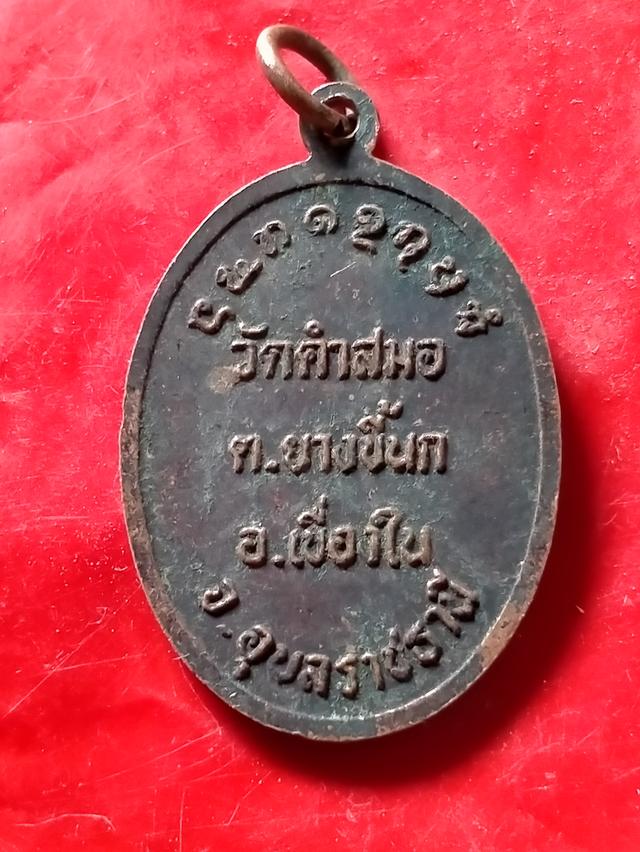 วัดคำสมอ
ต.ยางขี้นก
อ.เขื่องใน
จ.อุบลราชธานี